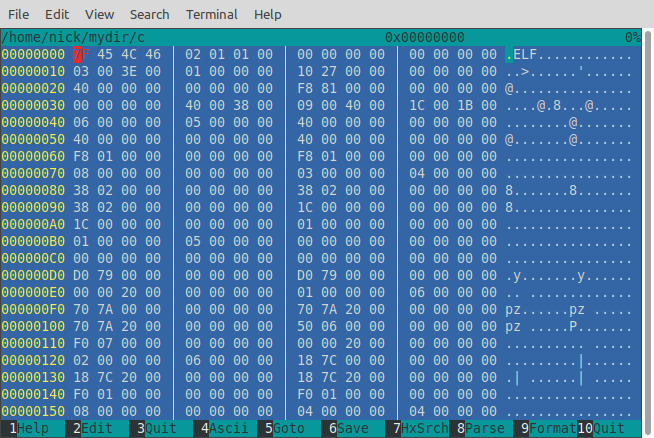 File Edit View Search Terminal Help
/home/nick/mydir/c 0x00000000 0%
00000000 7F 45 4C 46 02 01 01 00 00 00 00 00 00 00 00 00 .ELF............
00000010 03 00 3E 00 01 00 00 00 10 27 00 00 00 00 00 00 ..>......'......
00000020 40 00 00 00 00 00 00 00 F8 81 00 00 00 00 00 00 @...............
00000030 00 00 00 00 40 00 38 00 09 00 40 00 1C 00 1B 00 ....@.8...@.....
00000040 06 00 00 00 05 00 00 00 40 00 00 00 00 00 00 00 ........@.......
00000050 40 00 00 00 00 00 00 00 40 00 00 00 00 00 00 00 @.......@.......
00000060 F8 01 00 00 00 00 00 00 F8 01 00 00 00 00 00 00 ................
00000070 08 00 00 00 00 00 00 00 03 00 00 00 04 00 00 00 ................
00000080 38 02 00 00 00 00 00 00 38 02 00 00 00 00 00 00 8.......8.......
00000090 38 02 00 00 00 00 00 00 1C 00 00 00 00 00 00 00 8...............
000000A0 1C 00 00 00 00 00 00 00 01 00 00 00 00 00 00 00 ................
000000B0 01 00 00 00 05 00 00 00 00 00 00 00 00 00 00 00 ................
000000C0 00 00 00 00 00 00 00 00 00 00 00 00 00 00 00 00 ................
000000D0 D0 79 00 00 00 00 00 00 D0 79 00 00 00 00 00 00 .y.......y......
000000E0 00 00 20 00 00 00 00 00 01 00 00 00 06 00 00 00 .. .............
000000F0 70 7A 00 00 00 00 00 00 70 7A 20 00 00 00 00 00 pz......pz .....
00000100 70 7A 20 00 00 00 00 00 50 06 00 00 00 00 00 00 pz .....P.......
00000110 F0 07 00 00 00 00 00 00 00 00 20 00 00 00 00 00 .......... .....
00000120 02 00 00 00 06 00 00 00 18 7C 00 00 00 00 00 00 .........|......
00000130 18 7C 20 00 00 00 00 00 18 7C 20 00 00 00 00 00 .| ......| .....
00000140 F0 01 00 00 00 00 00 00 F0 01 00 00 00 00 00 00 ................
00000150 08 00 00 00 00 00 00 00 04 00 00 00 04 00 00 00 ................
1Help 2Edit 3Quit 4Ascii 5Goto 6Save 7HxSrch 8Parse 9Format10Quit